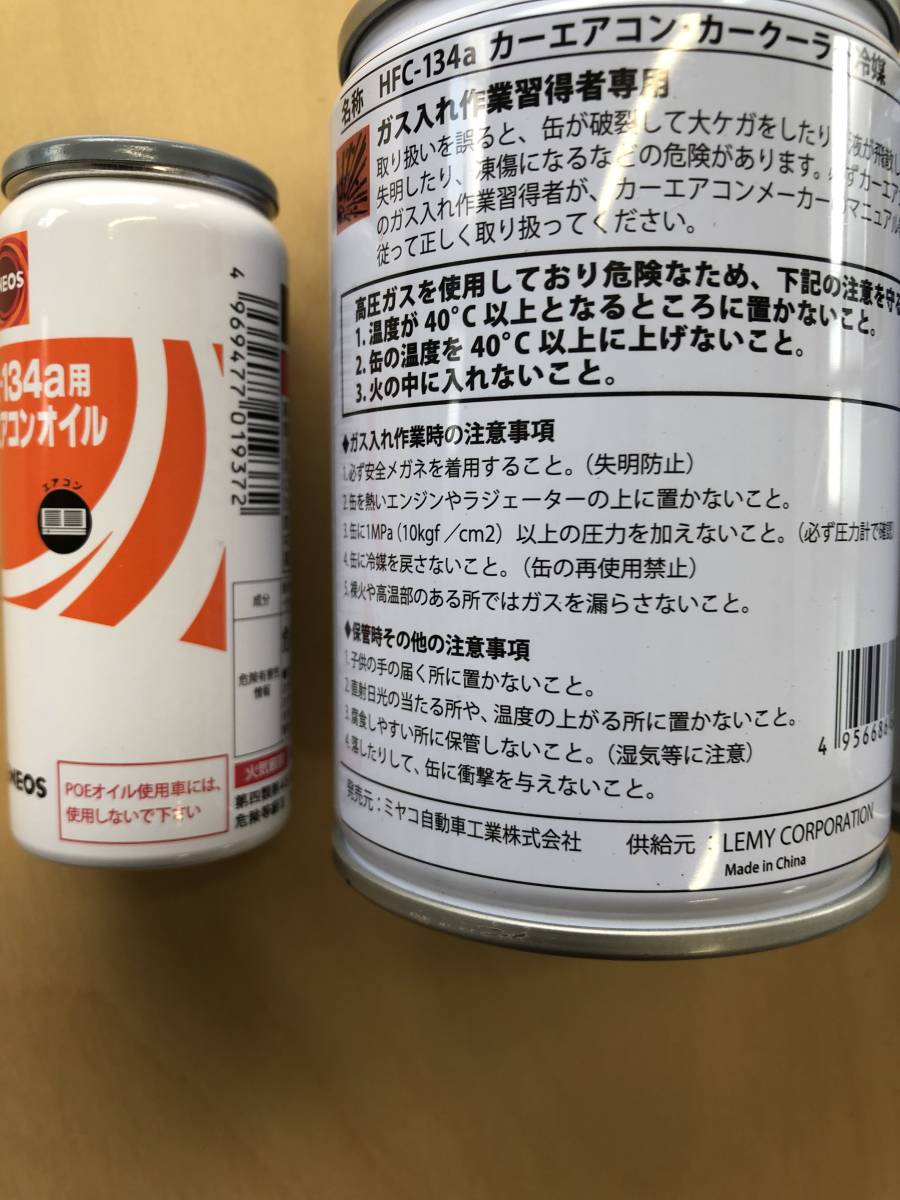 NEOS
-134a用
アコンオイル
エアコン
4 969477 019372
成分
危険有害性
情報
NEOS
POEオイル使用車には、
使用しないで下さい
火気厳禁
第四類第
危険等級
名称 HFC-134a カーエアコン・カークーラー冷媒
ガス入れ作業習得者専用
取り扱いを誤ると、缶が破裂して大ケガをしたり 液が飛散し
失明したり、凍傷になるなどの危険があります。必ずカーエアコ
のガス入れ作業習得者が、カーエアコンメーカーのマニュアル
従って正しく取り扱ってください。
高圧ガスを使用しており危険なため、下記の注意を守る
1.温度が 40°C 以上となるところに置かないこと。
2.缶の温度を 40°C 以上に上げないこと。
3.火の中に入れないこと。
◆ガス入れ作業時の注意事項
1.必ず安全メガネを着用すること。(失明防止)
2.缶を熱いエンジンやラジェーターの上に置かないこと。
3.缶に1MPa (10kgf/cm2) 以上の圧力を加えないこと。(必ず圧力計で確認
4.缶に冷媒を戻さないこと。(缶の再使用禁止)
5.裸火や高温部のある所ではガスを漏らさないこと。
◆保管時その他の注意事項
1.子供の手の届く所に置かないこと。
2.直射日光の当たる所や、温度の上がる所に置かないこと。
3.腐食しやすい所に保管しないこと。(湿気等に注意)
4.落したりして、缶に衝撃を与えないこと。
4 956686
発売元:ミヤコ自動車工業株式会社 供給元:LEMY CORPORATION
Made in China